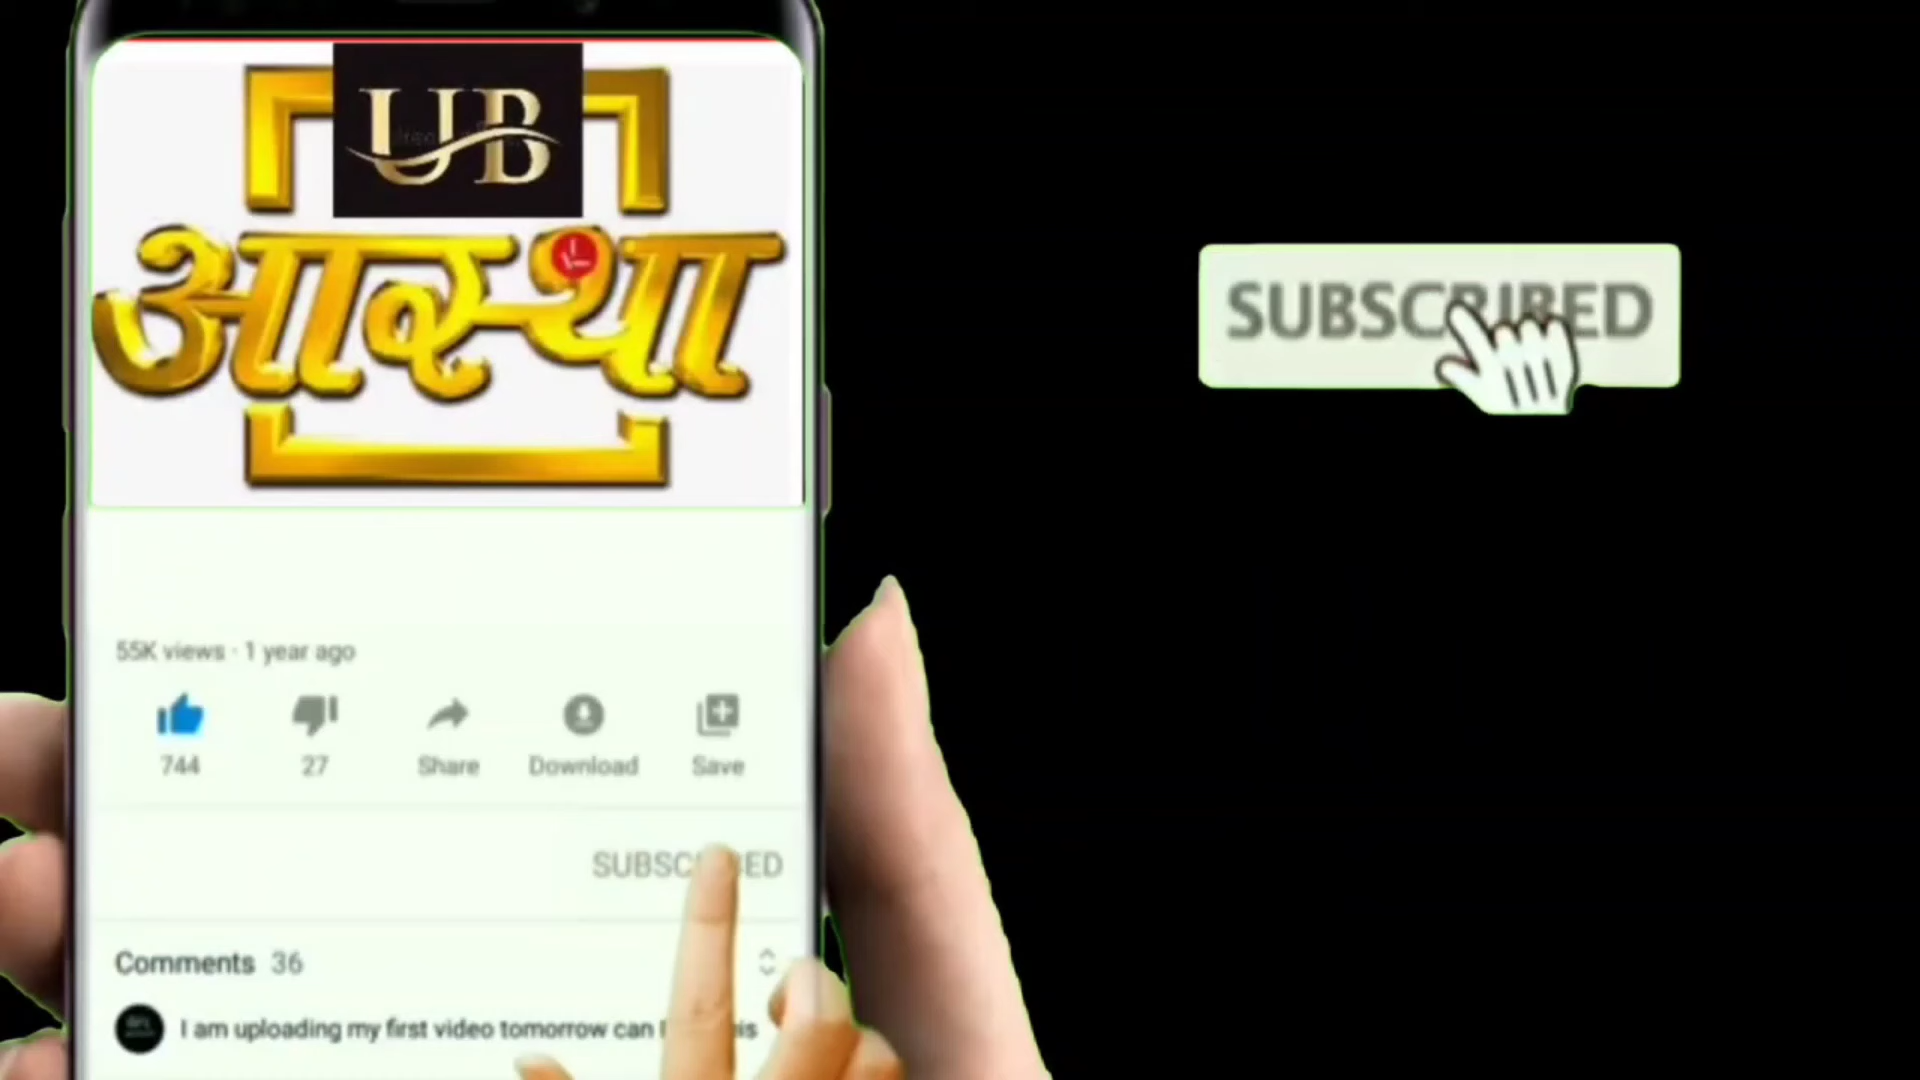 UB
आस्था
SUBSCRIBED
55K views · 1 year ago
744
27
Share
Download
Save
Comments 36
I am uploading my first video tomorrow can